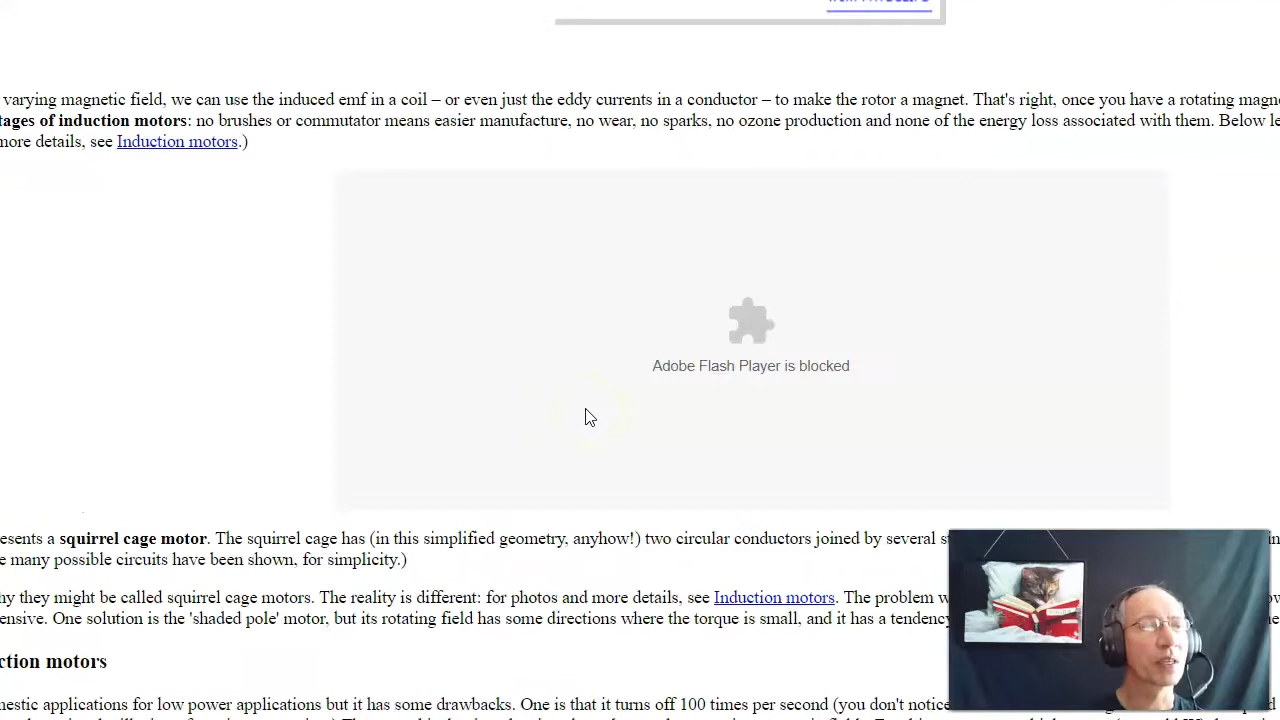 varying magnetic field, we can use the induced emf in a coil – or even just the eddy currents in a conductor – to make the rotor a magnet. That's right, once you have a rotating
tages of induction motors: no brushes or commutator means easier manufacture, no wear, no sparks, no ozone production and none of the energy loss associated with them. Below
more details, see Induction motors.)
Adobe Flash Player is blocked
esents a squirrel cage motor. The squirrel cage has (in this simplified geometry, anyhow!) two circular conductors joined by several
many possible circuits have been shown, for simplicity.)
hy they might be called squirrel cage motors. The reality is different: for photos and more details, see Induction motors. The problem
ensive. One solution is the 'shaded pole' motor, but its rotating field has some directions where the torque is small, and it has a tendency
ction motors
nestic applications for low power applications but it has some drawbacks. One is that it turns off 100 times per second (you don't notice